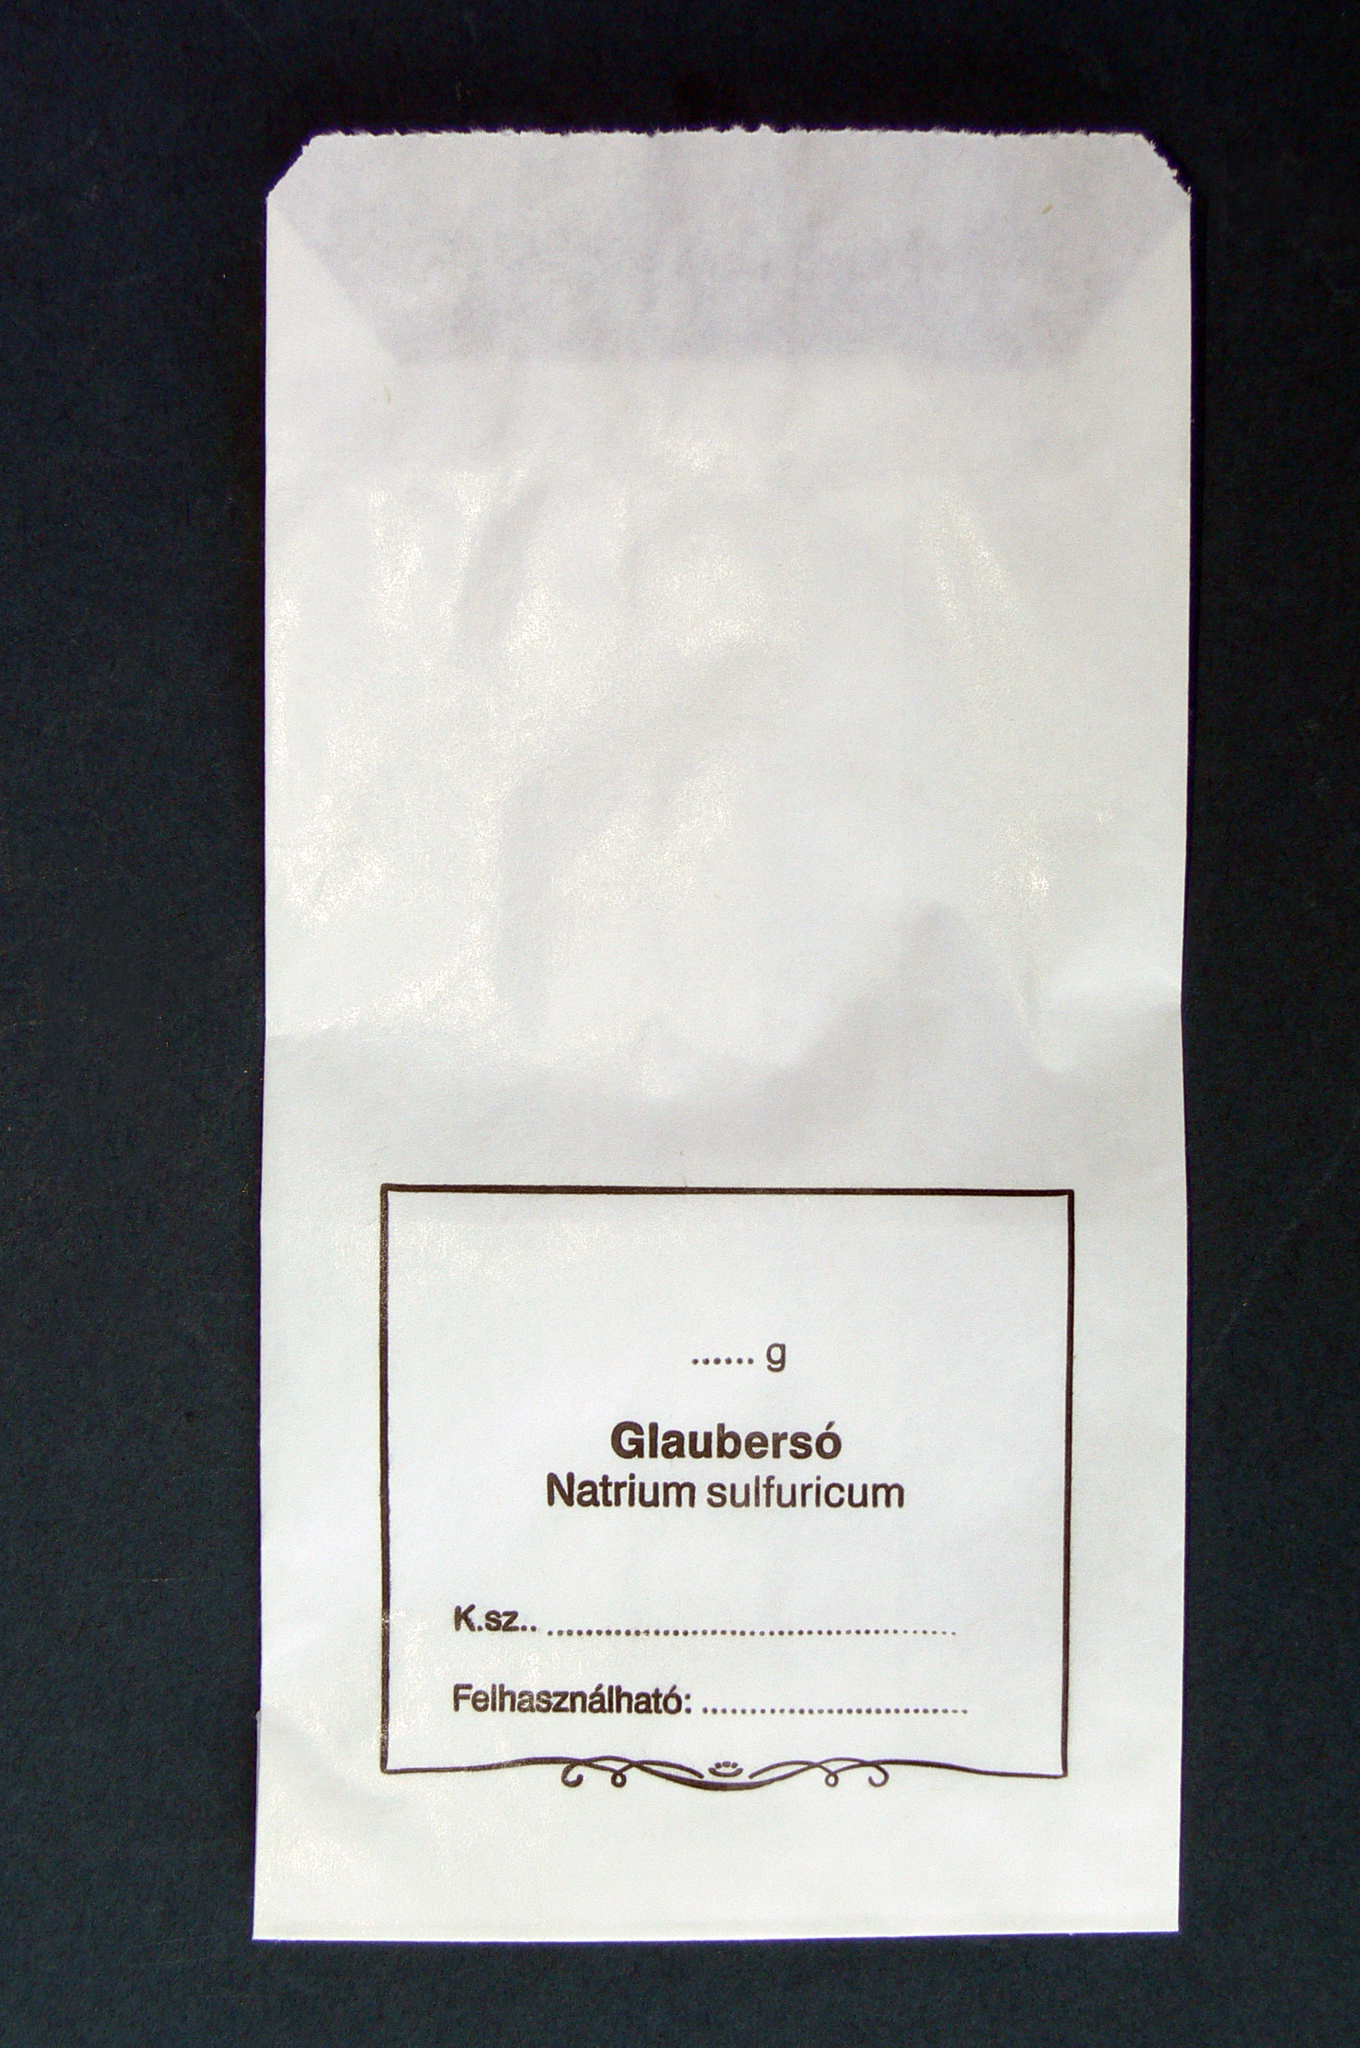 ...... g
Glaubersó
Natrium sulfuricum
K.sz.. ..........................................
Felhasználható: ...........................